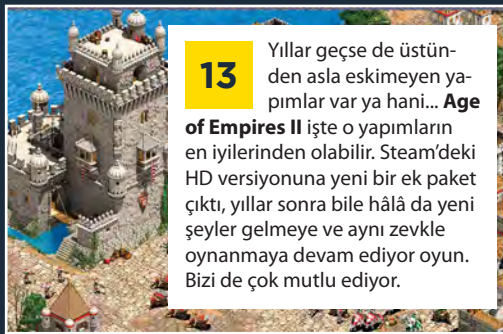 13
Yıllar geçse de üstün-
den asla eskimeyen ya-
pımlar var ya hani... Age
of Empires II işte o yapımların
en iyilerinden olabilir. Steam’deki
HD versiyonuna yeni bir ek paket
çıktı, yıllar sonra bile hâlâ da yeni
şeyler gelmeye ve aynı zevkle
oynanmaya devam ediyor oyun.
Bizi de çok mutlu ediyor.